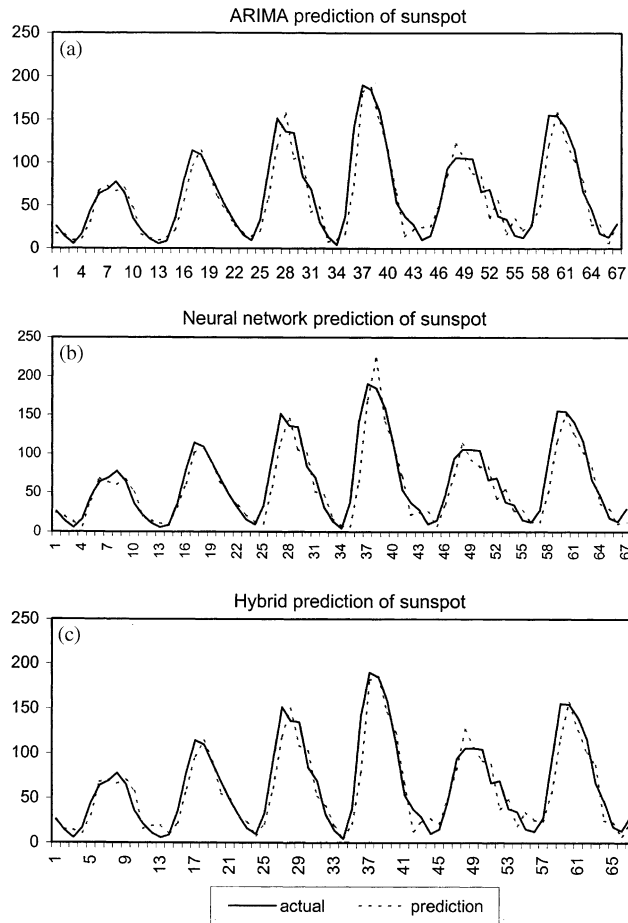 ARIMA prediction of sunspot
(a)
250
200
150
100
50
0
1 4 7 10 13 16 19 22 25 28 31 34 37 40 43 46 49 52 55 58 61 64 67
Neural network prediction of sunspot
(b)
250
200
150
100
50
0
1 4 7 10 13 16 19 22 25 28 31 34 37 40 43 46 49 52 55 58 61 64 67
Hybrid prediction of sunspot
(c)
250
200
150
100
50
0
1 5 9 13 17 21 25 29 33 37 41 45 49 53 57 61 65
actual prediction